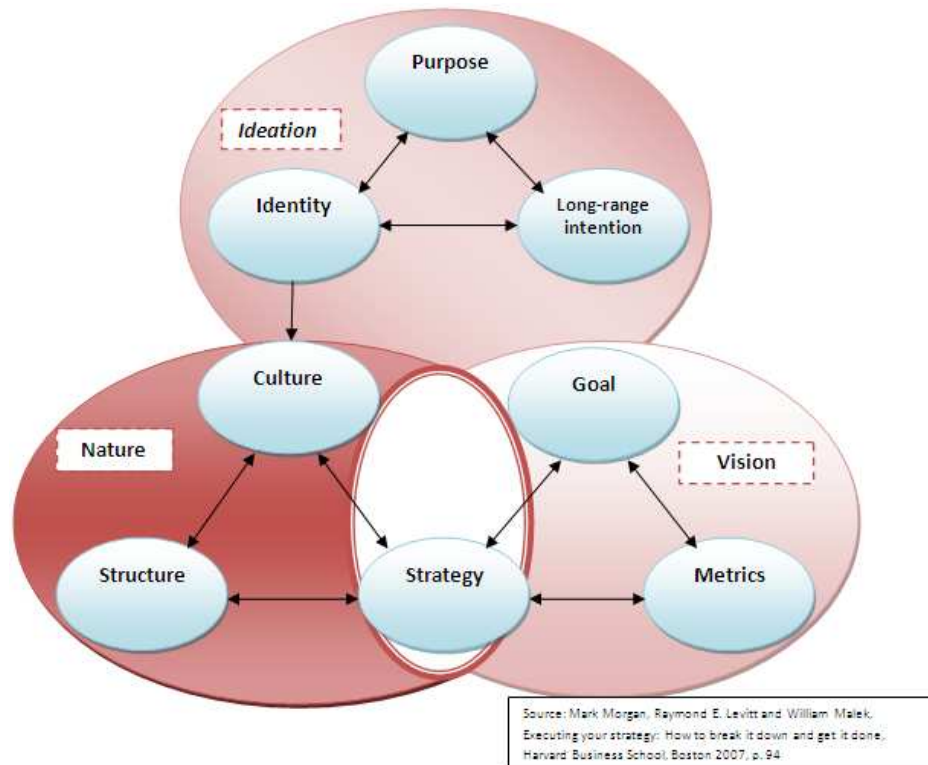 Purpose
Ideation
Identity
Long-range
intention
Culture
Goal
Nature
Vision
Structure
Strategy
Metrics
Source: Mark Morgan, Raymond E. Levitt and William Malek,
Executing your strategy: How to break it down and get it done,
Harvard Business School, Boston 2007, p. 94